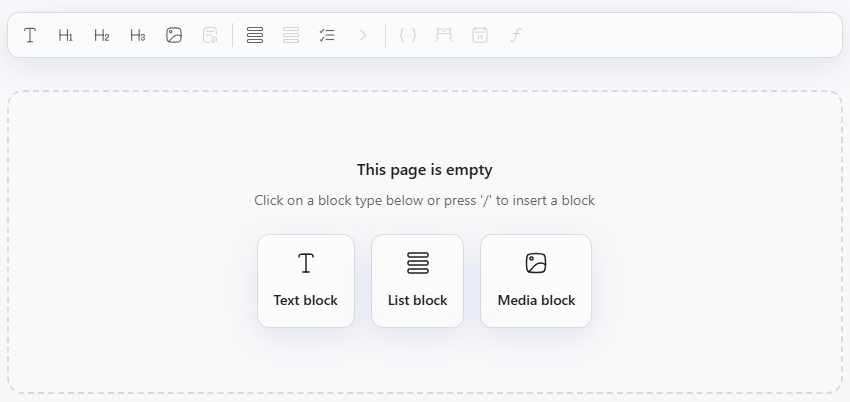 H1 H2 H3
This page is empty
Click on a block type below or press '/' to insert a block
Text block List block Media block